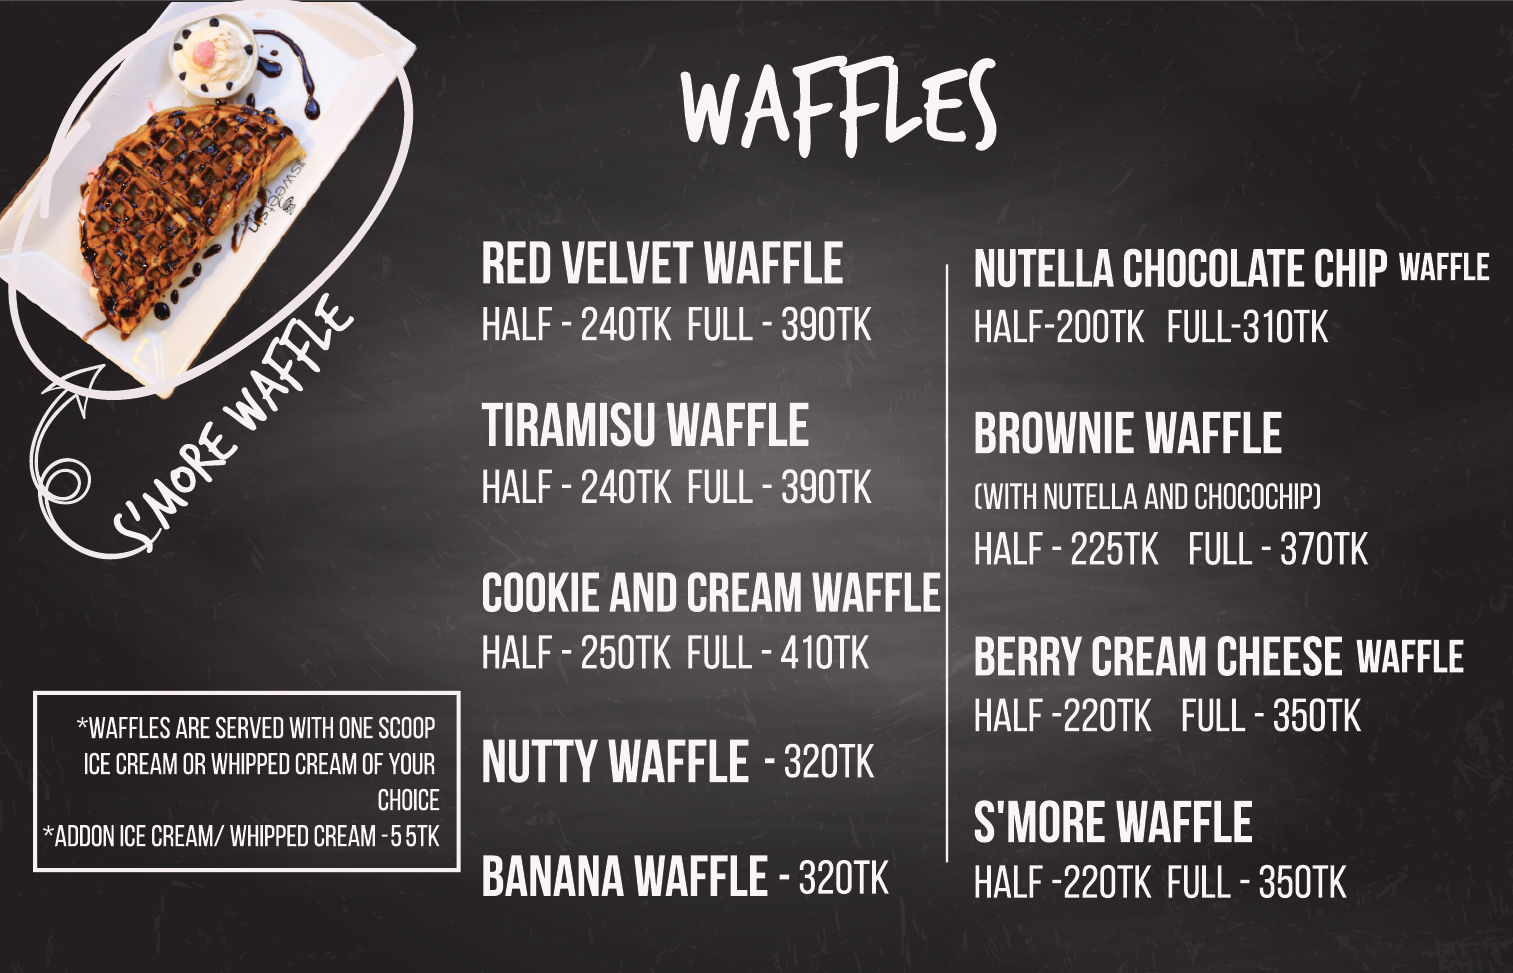 WAFFLES
S'MORE WAFFLE
RED VELVET WAFFLE
HALF - 240TK FULL - 390TK
TIRAMISU WAFFLE
HALF - 240TK FULL - 390TK
COOKIE AND CREAM WAFFLE
HALF - 250TK FULL - 410TK
NUTTY WAFFLE - 320TK
BANANA WAFFLE - 320TK
NUTELLA CHOCOLATE CHIP WAFFLE
HALF-200TK FULL-310TK
BROWNIE WAFFLE
(WITH NUTELLA AND CHOCOCHIP)
HALF - 225TK FULL - 370TK
BERRY CREAM CHEESE WAFFLE
HALF -220TK FULL - 350TK
S'MORE WAFFLE
HALF -220TK FULL - 350TK
*WAFFLES ARE SERVED WITH ONE SCOOP
ICE CREAM OR WHIPPED CREAM OF YOUR
CHOICE
*ADDON ICE CREAM/ WHIPPED CREAM -5 5TK